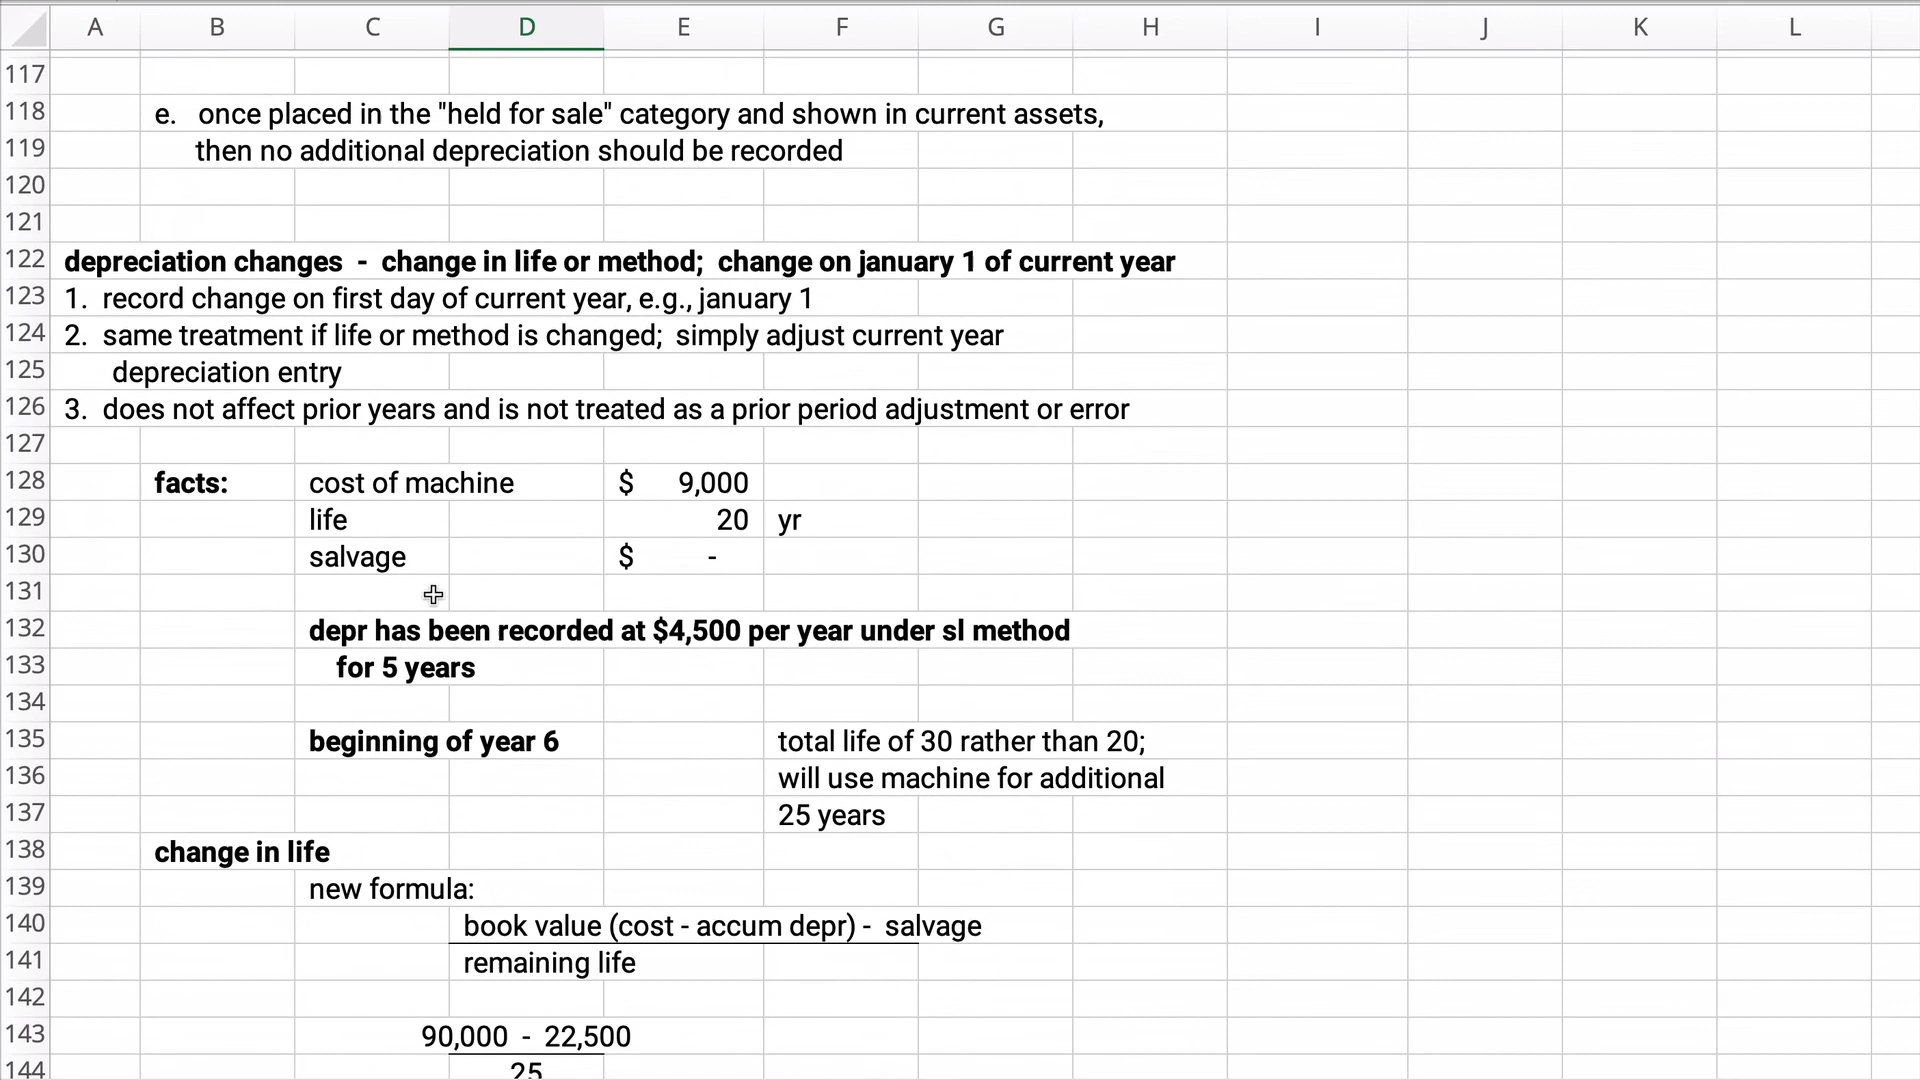 A B C D E F G H I J K L
117
118 e. once placed in the "held for sale" category and shown in current assets,
119 then no additional depreciation should be recorded
120
121
122 depreciation changes - change in life or method; change on january 1 of current year
123 1. record change on first day of current year, e.g., january 1
124 2. same treatment if life or method is changed; simply adjust current year
125 depreciation entry
126 3. does not affect prior years and is not treated as a prior period adjustment or error
127
128 facts: cost of machine $ 9,000
129 life 20 yr
130 salvage $ -
131
132 depr has been recorded at $4,500 per year under sl method
133 for 5 years
134
135 beginning of year 6 total life of 30 rather than 20;
136 will use machine for additional
137 25 years
138 change in life
139 new formula:
140 book value (cost - accum depr) - salvage
141 remaining life
142
143 90,000 - 22,500
144 25